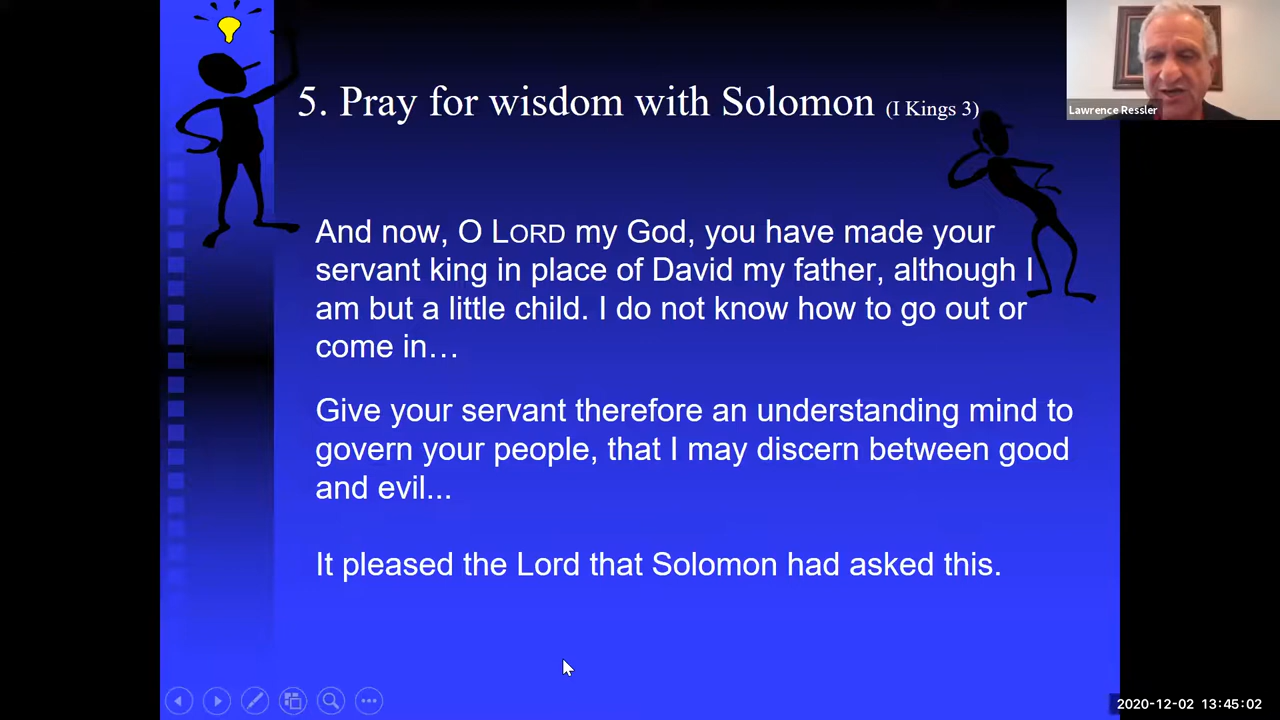 5. Pray for wisdom with Solomon (I Kings 3)
Lawrence Ressler
And now, O LORD my God, you have made your
servant king in place of David my father, although I
am but a little child. I do not know how to go out or
come in…
Give your servant therefore an understanding mind to
govern your people, that I may discern between good
and evil...
It pleased the Lord that Solomon had asked this.
2020-12-02 13:45:02